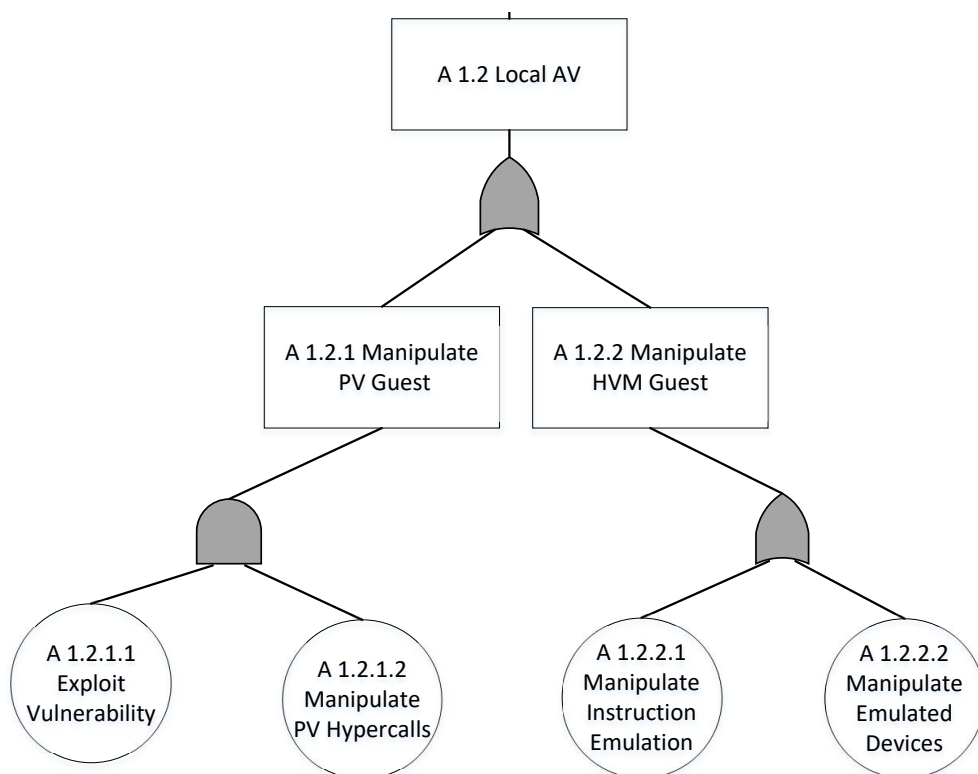 A 1.2 Local AV
A 1.2.1 Manipulate
PV Guest
A 1.2.2 Manipulate
HVM Guest
A 1.2.1.1
Exploit
Vulnerability
A 1.2.1.2
Manipulate
PV Hypercalls
A 1.2.2.1
Manipulate
Instruction
Emulation
A 1.2.2.2
Manipulate
Emulated
Devices